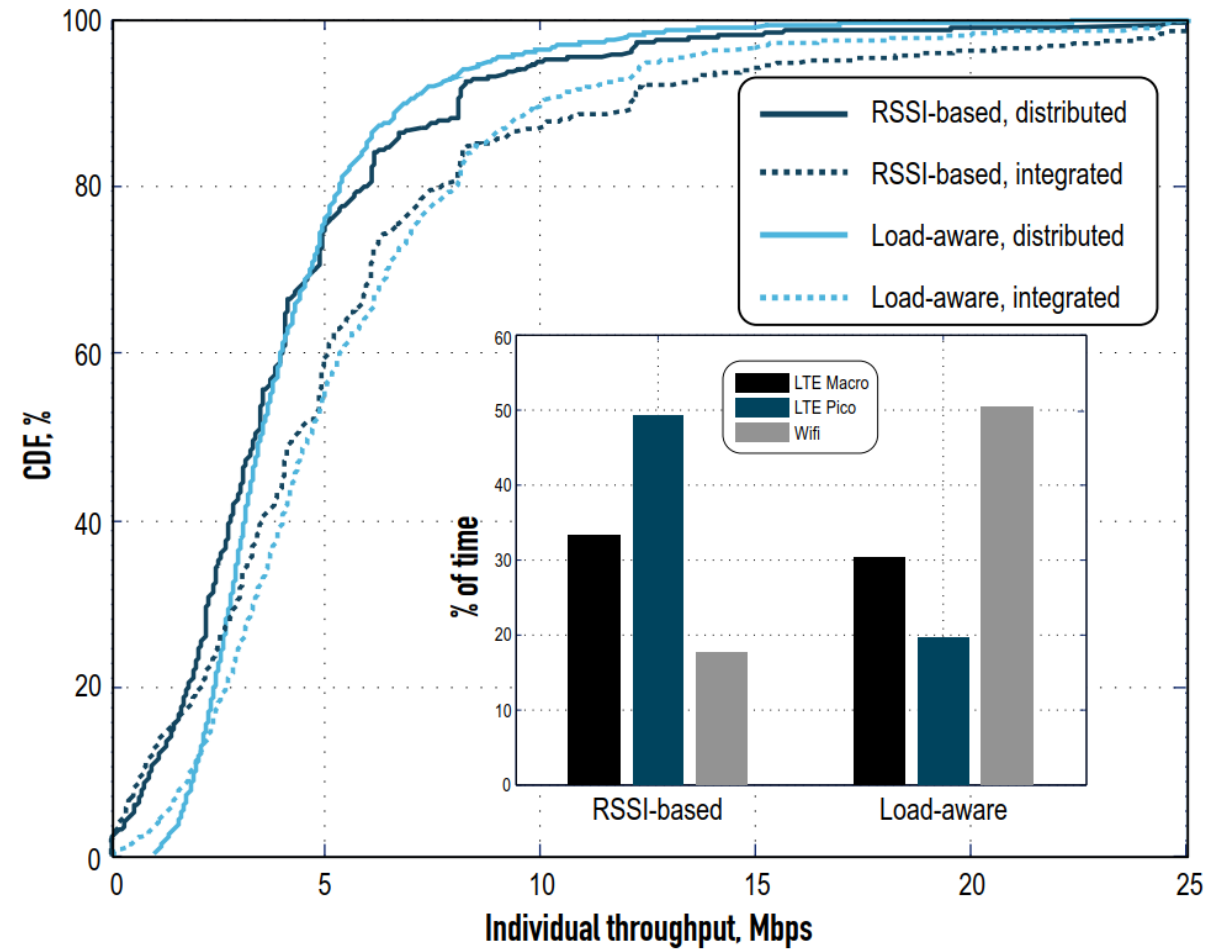 100
80
60
40
20
0
CDF, %
0 5 10 15 20 25
Individual throughput, Mbps
RSSI-based, distributed
RSSI-based, integrated
Load-aware, distributed
Load-aware, integrated
60
50
40
30
20
10
0
% of time
LTE Macro
LTE Pico
Wifi
RSSI-based Load-aware